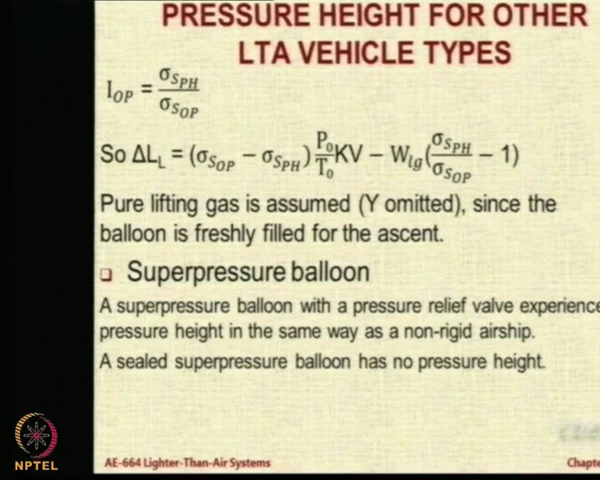 PRESSURE HEIGHT FOR OTHER
LTA VEHICLE TYPES
I_OP = σ_S_PH / σ_S_OP
So ΔL_L = (σ_S_OP − σ_S_PH) P_0/T_0 KV − W_lg(σ_S_PH/σ_S_OP − 1)
Pure lifting gas is assumed (Y omitted), since the
balloon is freshly filled for the ascent.
❑ Superpressure balloon
A superpressure balloon with a pressure relief valve experience
pressure height in the same way as a non-rigid airship.
A sealed superpressure balloon has no pressure height.
NPTEL
AE-664 Lighter-Than-Air Systems
Chapte